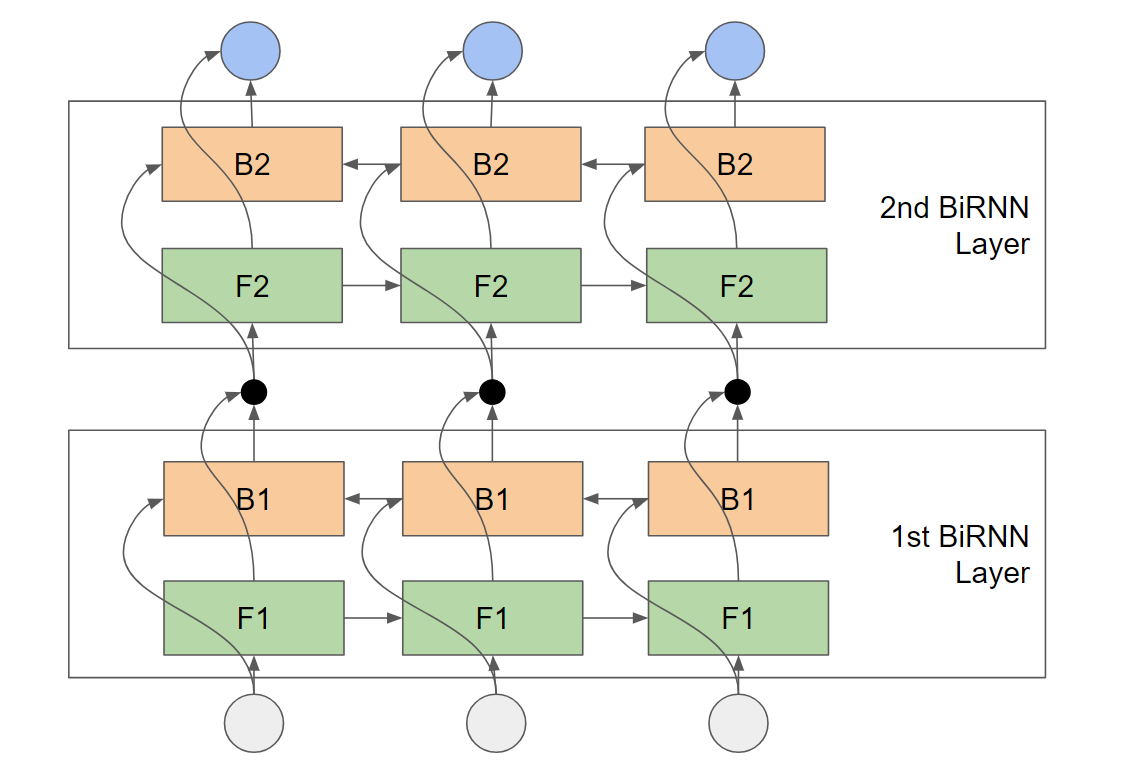 B2 B2 B2
2nd BiRNN
Layer
F2 F2 F2
B1 B1 B1
1st BiRNN
Layer
F1 F1 F1